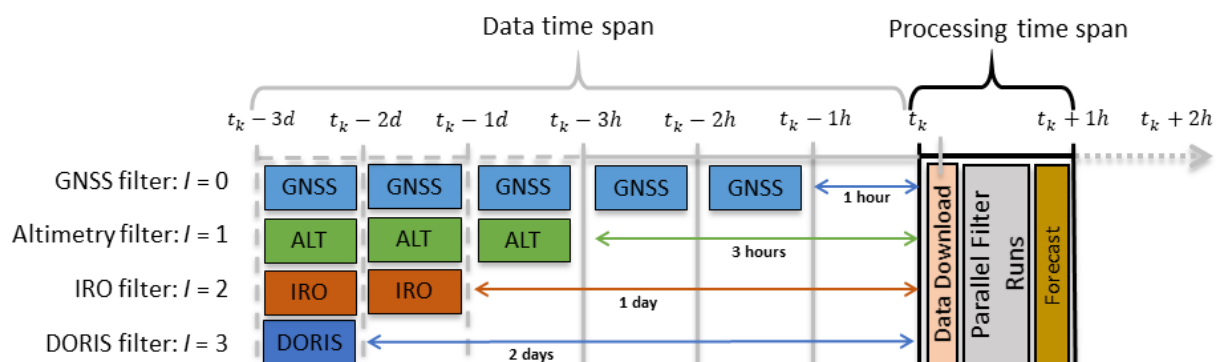 Data time span
Processing time span
t_k − 3d
t_k − 2d
t_k − 1d
t_k − 3h
t_k − 2h
t_k − 1h
t_k
t_k + 1h
t_k + 2h
GNSS filter: I = 0
GNSS
GNSS
GNSS
GNSS
GNSS
1 hour
Altimetry filter: I = 1
ALT
ALT
ALT
3 hours
IRO filter: I = 2
IRO
IRO
1 day
DORIS filter: I = 3
DORIS
2 days
Data Download
Parallel Filter
Runs
Forecast